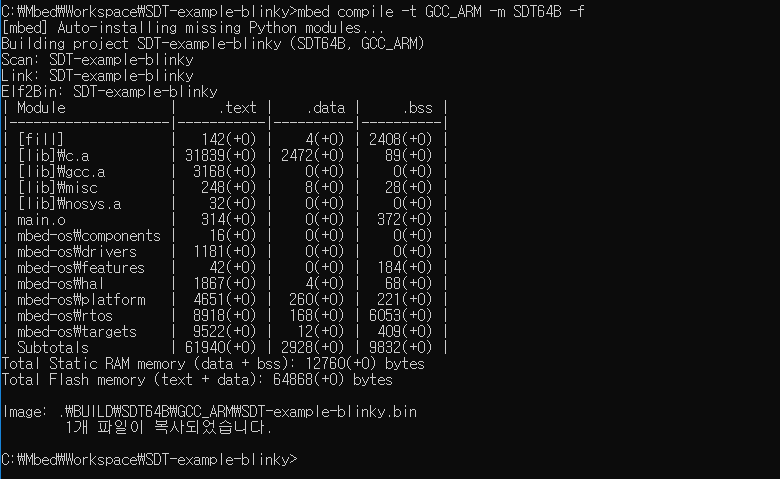 C:₩Mbed₩Workspace₩SDT-example-blinky>mbed compile -t GCC_ARM -m SDT64B -f
[mbed] Auto-installing missing Python modules...
Building project SDT-example-blinky (SDT64B, GCC_ARM)
Scan: SDT-example-blinky
Link: SDT-example-blinky
Elf2Bin: SDT-example-blinky
| Module              |     .text |    .data |     .bss |
|---------------------|-----------|----------|----------|
| [fill]              |   142(+0) |    4(+0) | 2408(+0) |
| [lib]₩c.a           | 31839(+0) | 2472(+0) |   89(+0) |
| [lib]₩gcc.a         |  3168(+0) |    0(+0) |    0(+0) |
| [lib]₩misc          |   248(+0) |    8(+0) |   28(+0) |
| [lib]₩nosys.a       |    32(+0) |    0(+0) |    0(+0) |
| main.o              |   314(+0) |    0(+0) |  372(+0) |
| mbed-os₩components  |    16(+0) |    0(+0) |    0(+0) |
| mbed-os₩drivers     |  1181(+0) |    0(+0) |    0(+0) |
| mbed-os₩features    |    42(+0) |    0(+0) |  184(+0) |
| mbed-os₩hal         |  1867(+0) |    4(+0) |   68(+0) |
| mbed-os₩platform    |  4651(+0) |  260(+0) |  221(+0) |
| mbed-os₩rtos        |  8918(+0) |  168(+0) | 6053(+0) |
| mbed-os₩targets     |  9522(+0) |   12(+0) |  409(+0) |
| Subtotals           | 61940(+0) | 2928(+0) | 9832(+0) |
Total Static RAM memory (data + bss): 12760(+0) bytes
Total Flash memory (text + data): 64868(+0) bytes
Image: .₩BUILD₩SDT64B₩GCC_ARM₩SDT-example-blinky.bin
1개 파일이 복사되었습니다.
C:₩Mbed₩Workspace₩SDT-example-blinky>